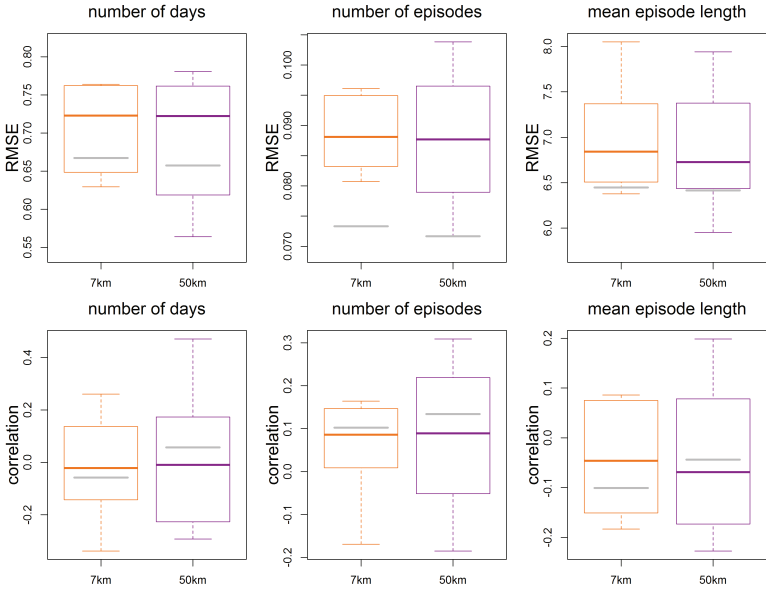 number of days
number of episodes
mean episode length
RMSE
0.80
0.75
0.70
0.65
0.60
0.55
7km
50km
RMSE
0.100
0.090
0.080
0.070
7km
50km
RMSE
8.0
7.5
7.0
6.5
6.0
7km
50km
number of days
number of episodes
mean episode length
correlation
0.4
0.2
0.0
-0.2
7km
50km
correlation
0.3
0.2
0.1
0.0
-0.1
-0.2
7km
50km
correlation
0.2
0.1
0.0
-0.1
-0.2
7km
50km